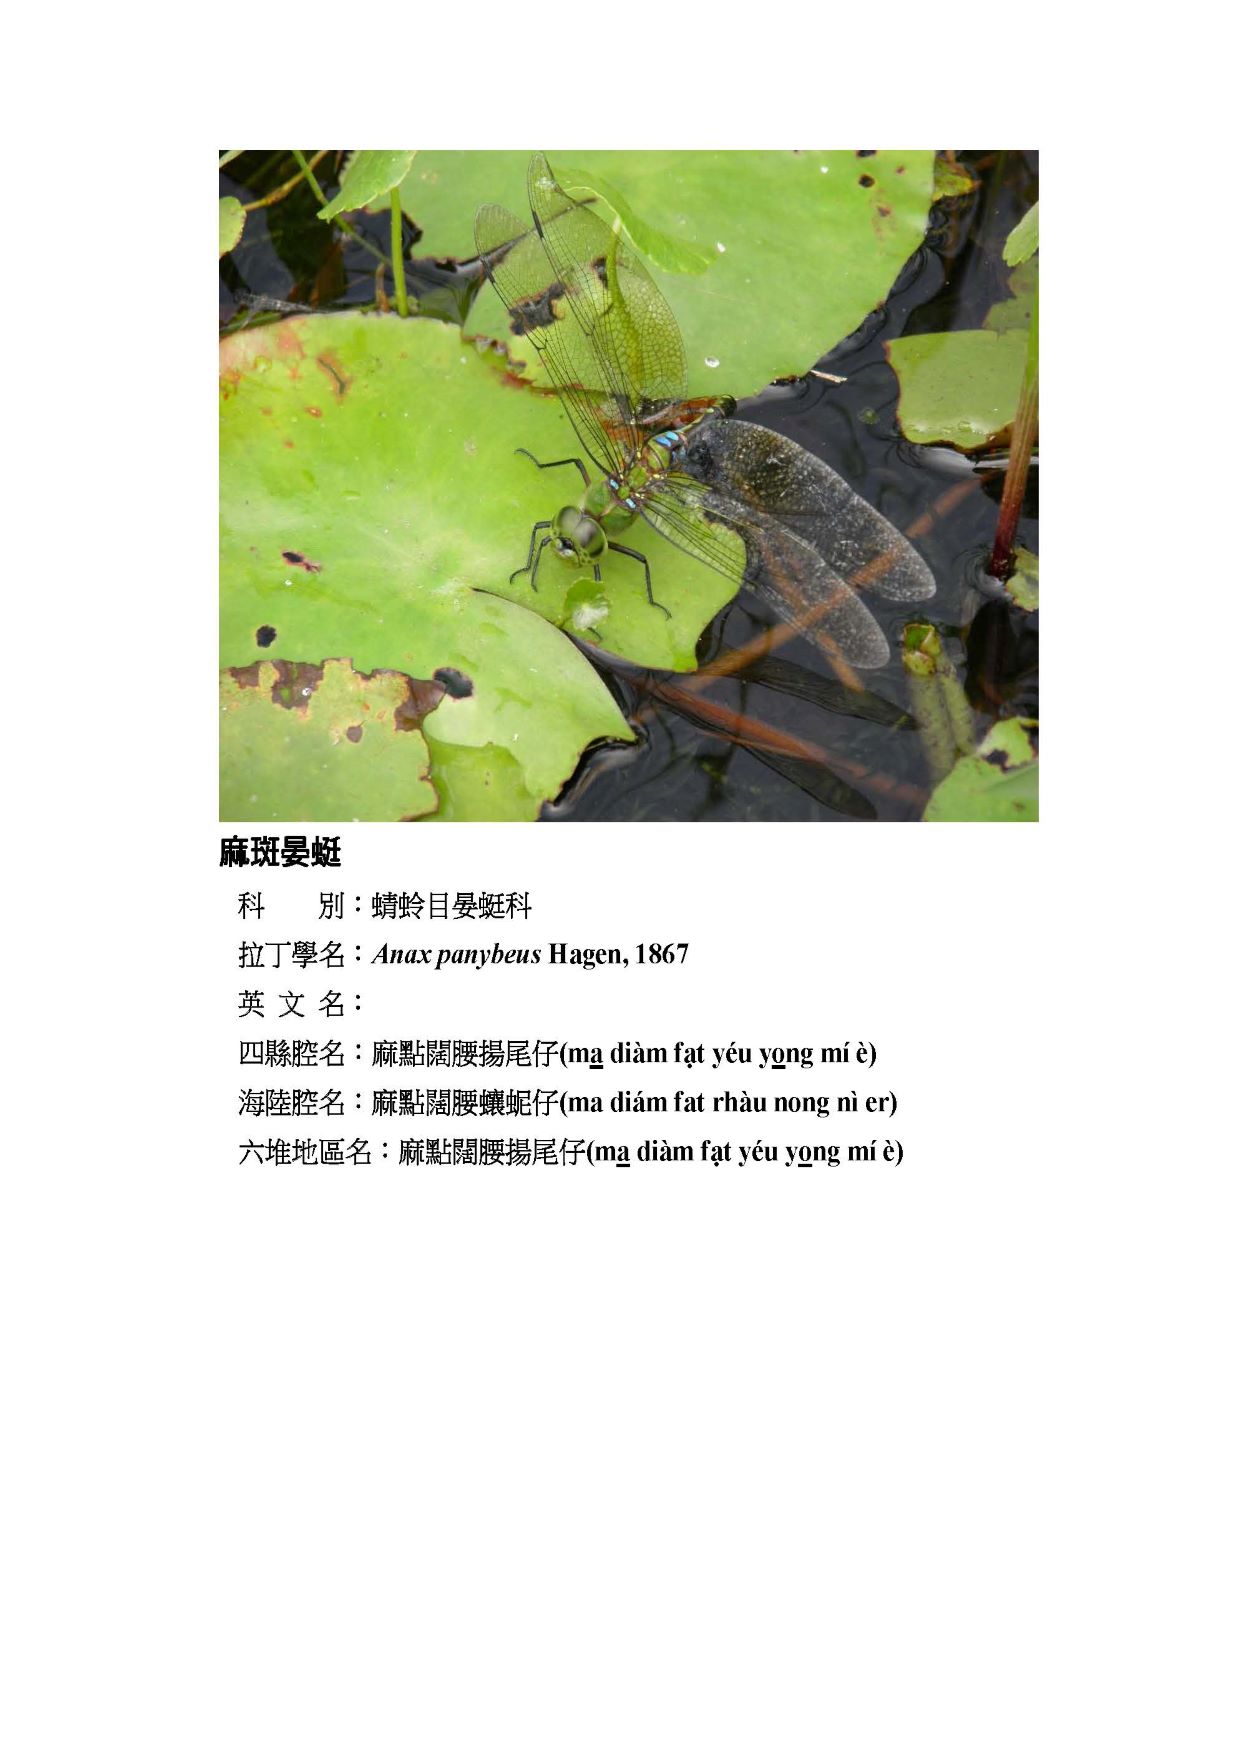 麻斑晏蜓
科　　別：蜻蛉目晏蜓科
拉丁學名：Anax panybeus Hagen, 1867
英 文 名：
四縣腔名：麻點闊腰揚尾仔(ma̲ diàm fa̩t yéu yo̲ng mí è)
海陸腔名：麻點闊腰蠰蚭仔(ma diám fat rhàu nong nì er)
六堆地區名：麻點闊腰揚尾仔(ma̲ diàm fa̩t yéu yo̲ng mí è)